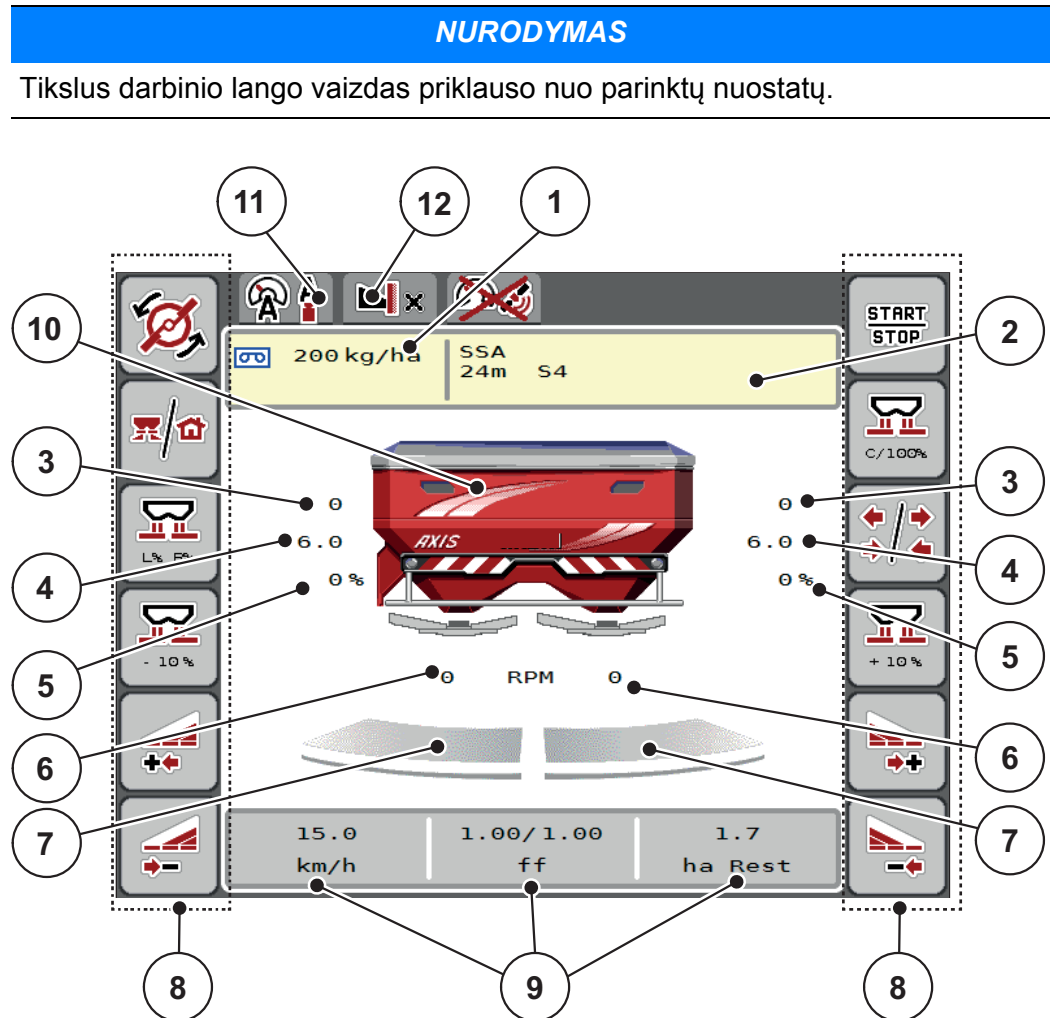 NURODYMAS
Tikslus darbinio lango vaizdas priklauso nuo parinktų nuostatų.
11 12 1
10 2
START
STOP
200 kg/ha SSA
24m S4
C/100%
3 3
0 0
AXIS
6.0 6.0
L% R%
4 4
0% 0%
- 10% + 10%
5 5
0 RPM 0
6 6
7 7
15.0 1.00/1.00 1.7
km/h ff ha Rest
8 9 8